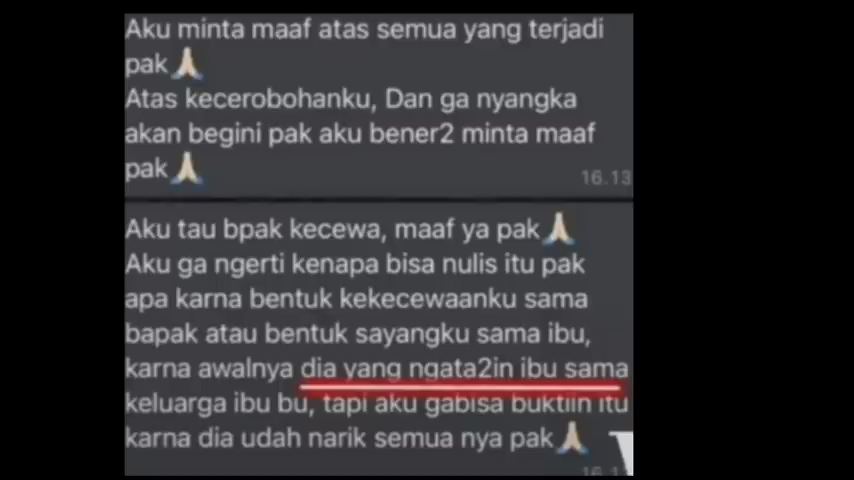 Aku minta maaf atas semua yang terjadi
pak🙏🏻
Atas kecerobohanku, Dan ga nyangka
akan begini pak aku bener2 minta maaf
pak🙏🏻
16.13
Aku tau bpak kecewa, maaf ya pak🙏🏻
Aku ga ngerti kenapa bisa nulis itu pak
apa karna bentuk kekecewaanku sama
bapak atau bentuk sayangku sama ibu,
karna awalnya dia yang ngata2in ibu sama
keluarga ibu bu, tapi aku gabisa buktiin itu
karna dia udah narik semua nya pak🙏🏻